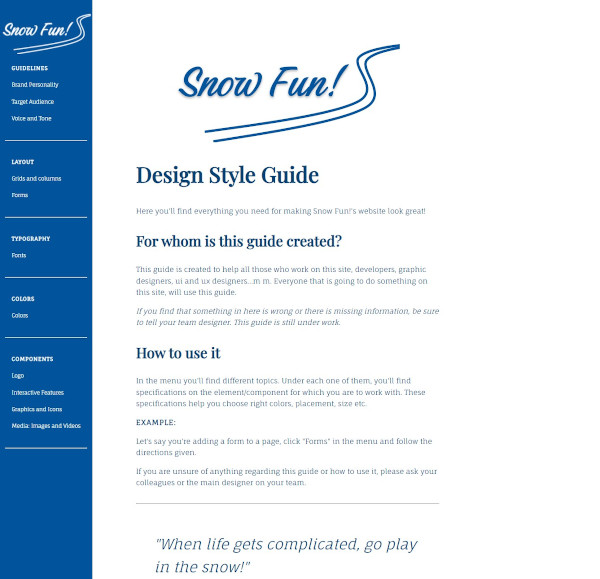 Snow Fun!
GUIDELINES
Brand Personality
Target Audience
Voice and Tone
LAYOUT
Grids and columns
Forms
TYPOGRAPHY
Fonts
COLORS
Colors
COMPONENTS
Logo
Interactive Features
Graphics and Icons
Media: Images and Videos
Snow Fun!
Design Style Guide
Here you'll find everything you need for making Snow Fun!'s website look great!
For whom is this guide created?
This guide is created to help all those who work on this site, developers, graphic
designers, ui and ux designers...m.m. Everyone that is going to do something on
this site, will use this guide.
If you find that something in here is wrong or there is missing information, be sure
to tell your team designer. This guide is still under work.
How to use it
In the menu you'll find different topics. Under each one of them, you'll find
specifications on the element/component for which you are to work with. These
specifications help you choose right colors, placement, size etc.
EXAMPLE:
Let's say you're adding a form to a page, click "Forms" in the menu and follow the
directions given.
If you are unsure of anything regarding this guide or how to use it, please ask your
colleagues or the main designer on your team.
"When life gets complicated, go play
in the snow!"